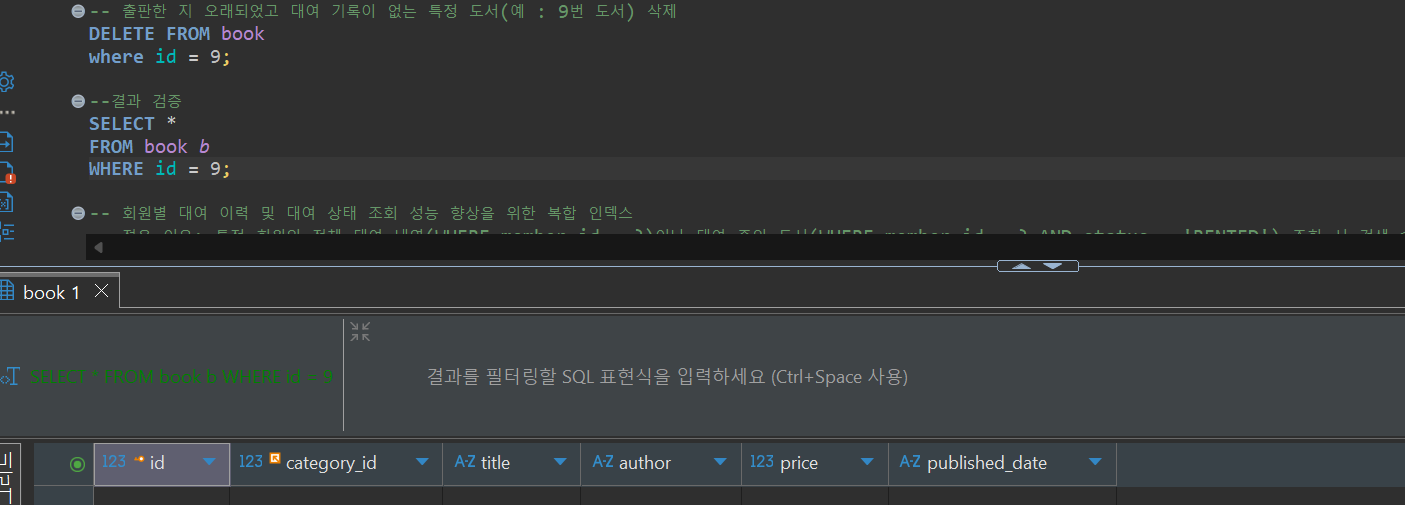 -- 출판한 지 오래되었고 대여 기록이 없는 특정 도서(예 : 9번 도서) 삭제
DELETE FROM book
where id = 9;
--결과 검증
SELECT *
FROM book b
WHERE id = 9;
-- 회원별 대여 이력 및 대여 상태 조회 성능 향상을 위한 복합 인덱스
book 1
SELECT * FROM book b WHERE id = 9
결과를 필터링할 SQL 표현식을 입력하세요 (Ctrl+Space 사용)
123 id 123 category_id A-Z title A-Z author 123 price A-Z published_date